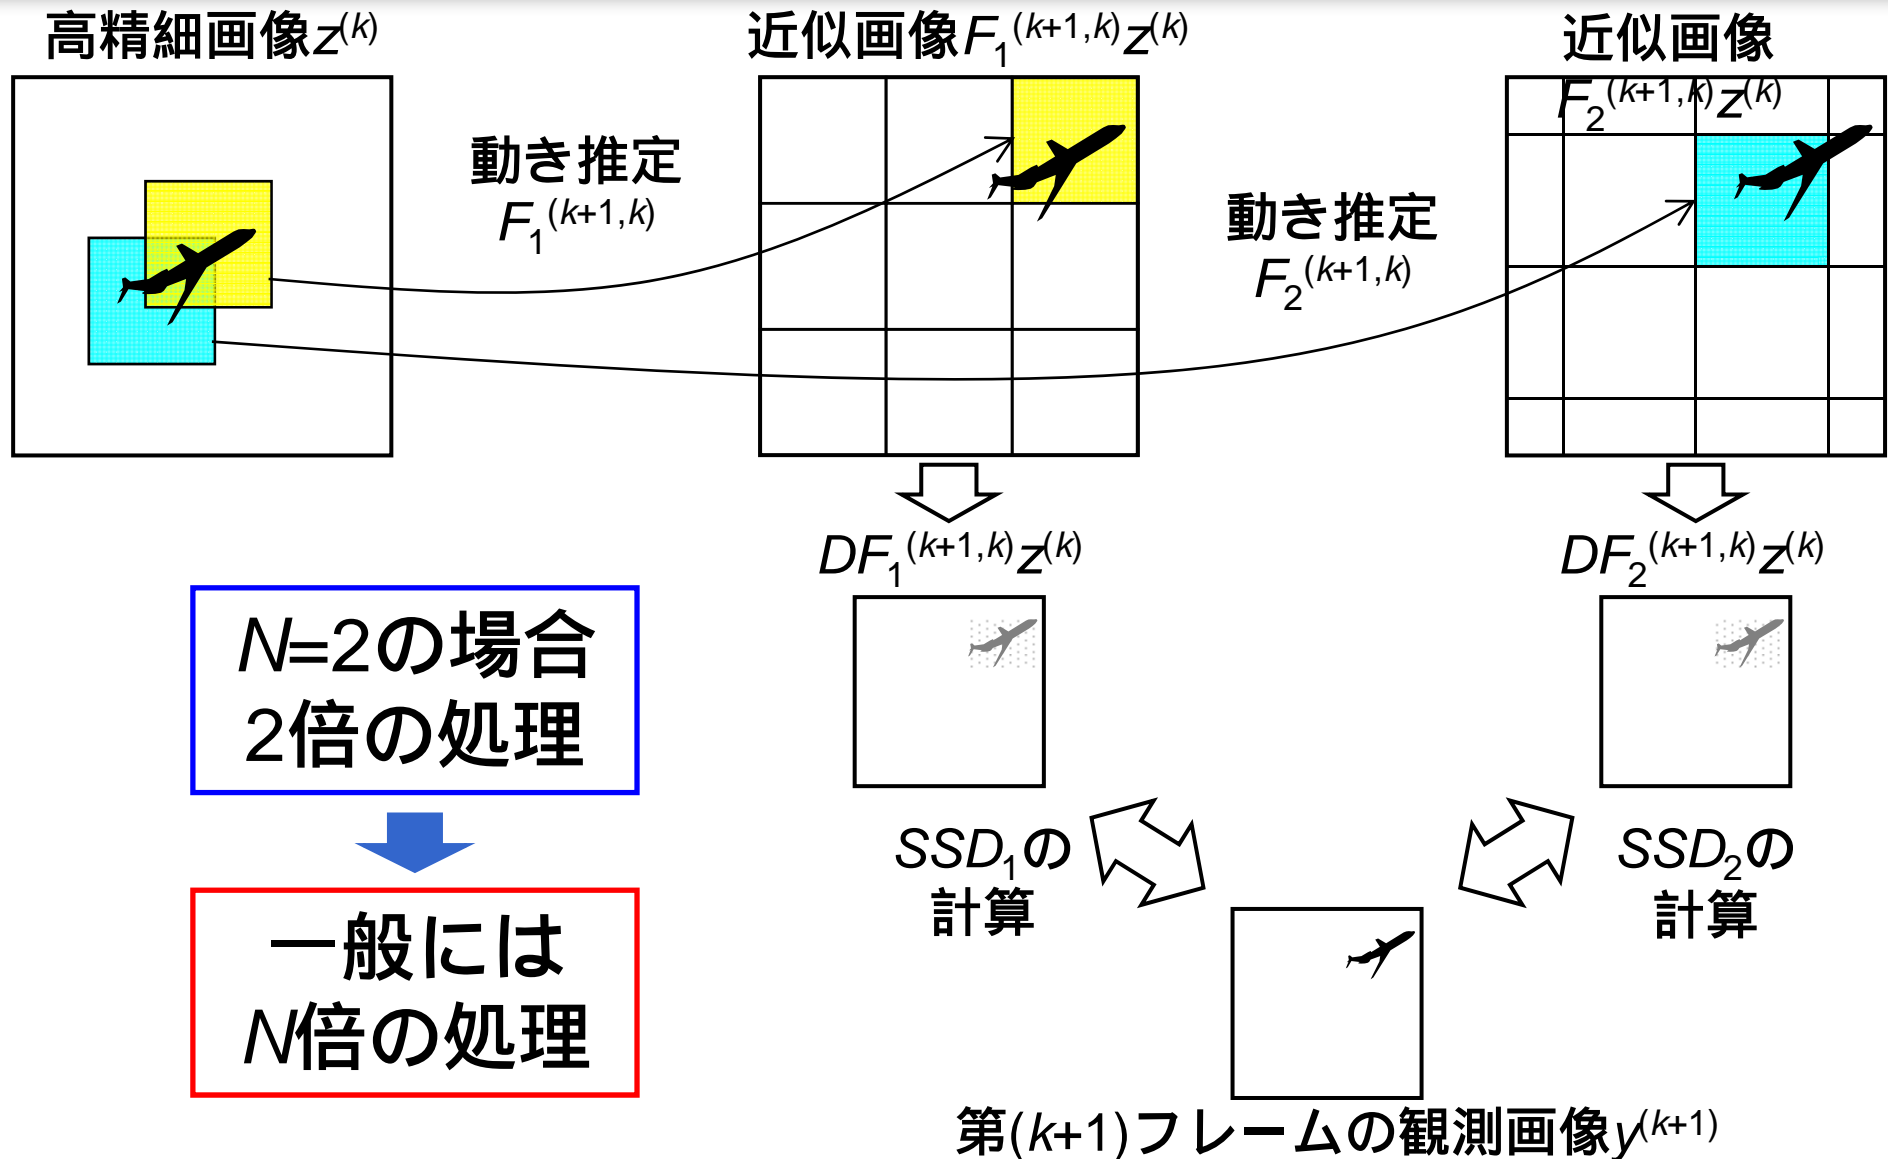 高精細画像z^(k)
近似画像F₁^(k+1,k)z^(k)
近似画像
F₂^(k+1,k)z^(k)
動き推定
F₁^(k+1,k)
動き推定
F₂^(k+1,k)
DF₁^(k+1,k)z^(k)
DF₂^(k+1,k)z^(k)
N=2の場合
2倍の処理
一般には
N倍の処理
SSD₁の
計算
SSD₂の
計算
第(k+1)フレームの観測画像y^(k+1)